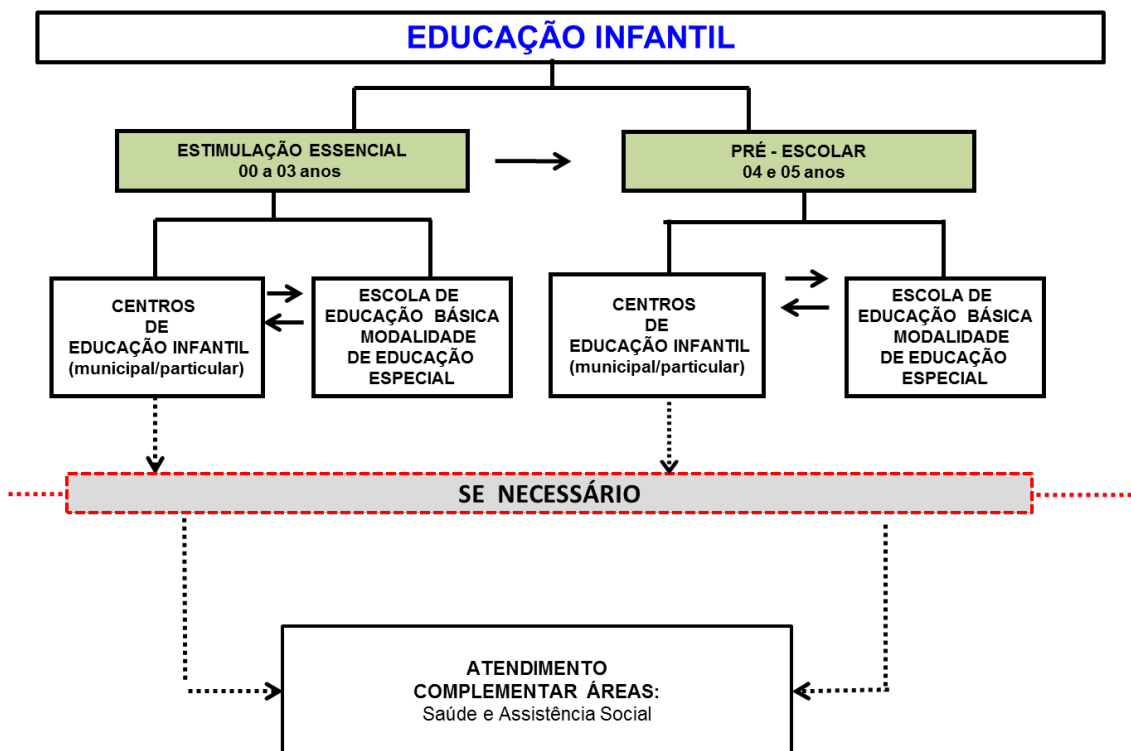 EDUCAÇÃO INFANTIL
ESTIMULAÇÃO ESSENCIAL
00 a 03 anos
PRÉ - ESCOLAR
04 e 05 anos
CENTROS
DE
EDUCAÇÃO INFANTIL
(municipal/particular)
ESCOLA DE
EDUCAÇÃO BÁSICA
MODALIDADE
DE EDUCAÇÃO
ESPECIAL
CENTROS
DE
EDUCAÇÃO INFANTIL
(municipal/particular)
ESCOLA DE
EDUCAÇÃO BÁSICA
MODALIDADE
DE EDUCAÇÃO
ESPECIAL
SE NECESSÁRIO
ATENDIMENTO
COMPLEMENTAR ÁREAS:
Saúde e Assistência Social